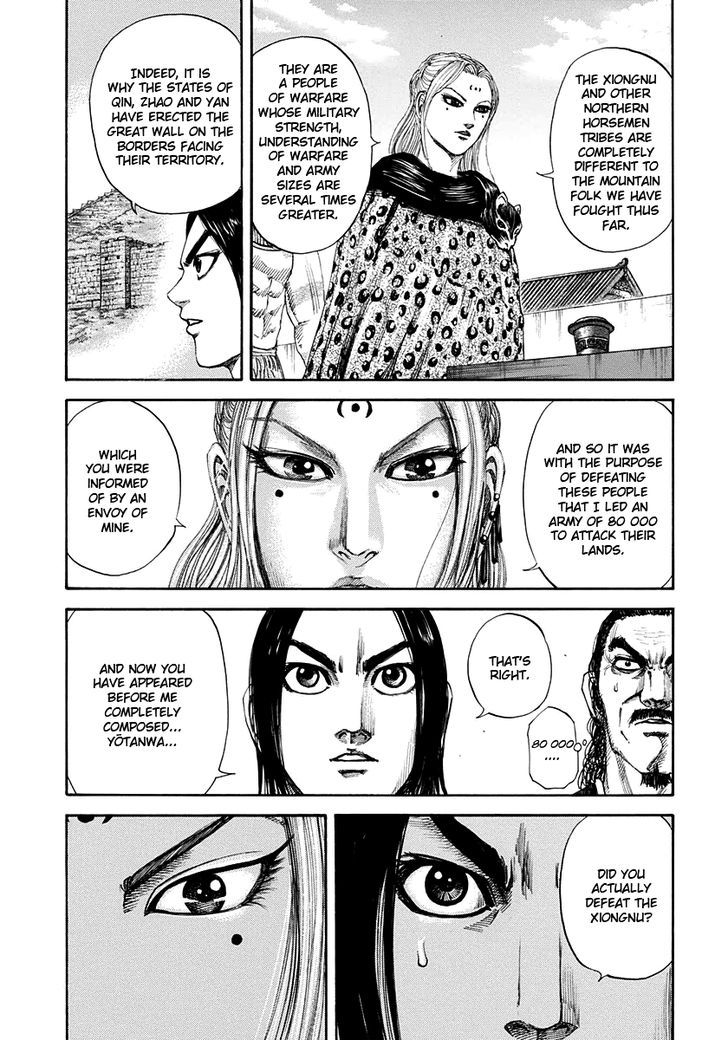 THE XIONGNU
AND OTHER
NORTHERN
HORSEMEN
TRIBES ARE
COMPLETELY
DIFFERENT TO
THE MOUNTAIN
FOLK WE HAVE
FOUGHT THUS
FAR.
THEY ARE
A PEOPLE
OF WARFARE
WHOSE MILITARY
STRENGTH,
UNDERSTANDING
OF WARFARE
AND ARMY
SIZES ARE
SEVERAL TIMES
GREATER.
INDEED, IT IS
WHY THE STATES OF
QIN, ZHAO AND YAN
HAVE ERECTED THE
GREAT WALL ON THE
BORDERS FACING
THEIR TERRITORY.
AND SO IT WAS
WITH THE PURPOSE
OF DEFEATING
THESE PEOPLE
THAT I LED AN
ARMY OF 80 000
TO ATTACK THEIR
LANDS.
WHICH
YOU WERE
INFORMED
OF BY AN
ENVOY OF
MINE.
80 000
....
THAT'S
RIGHT.
AND NOW YOU
HAVE APPEARED
BEFORE ME
COMPLETELY
COMPOSED...
YŌTANWA...
DID YOU
ACTUALLY
DEFEAT THE
XIONGNU?